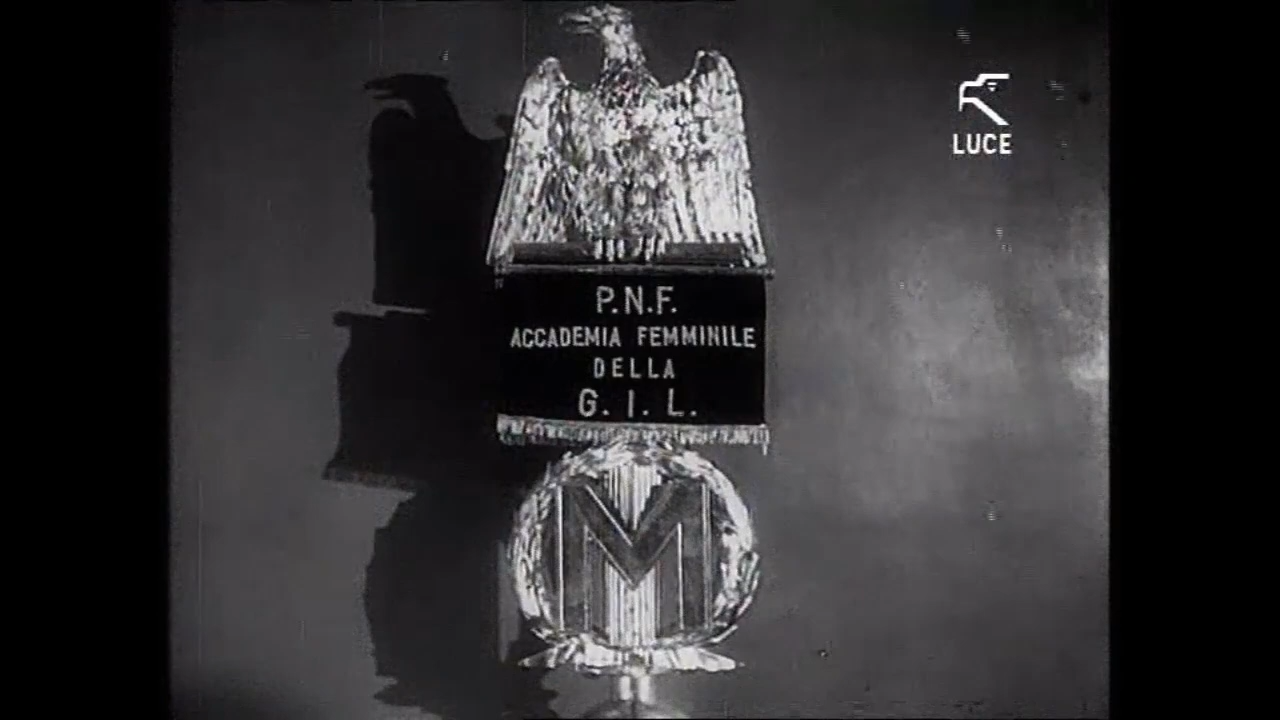 P.N.F.
ACCADEMIA FEMMINILE
DELLA
G. I. L.
M
LUCE